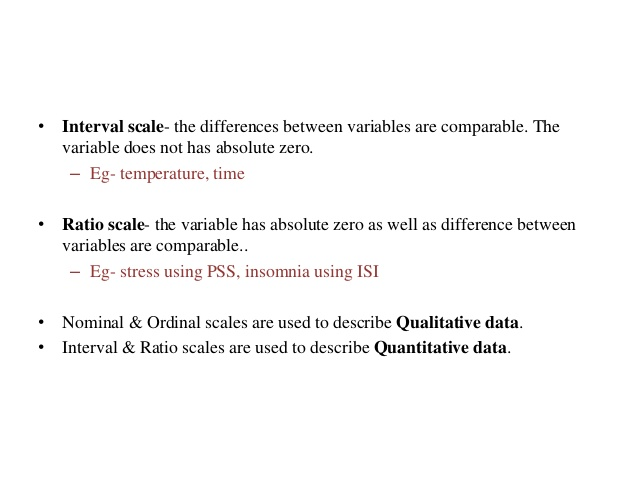 • Interval scale- the differences between variables are comparable. The
variable does not has absolute zero.
– Eg- temperature, time
• Ratio scale- the variable has absolute zero as well as difference between
variables are comparable..
– Eg- stress using PSS, insomnia using ISI
• Nominal & Ordinal scales are used to describe Qualitative data.
• Interval & Ratio scales are used to describe Quantitative data.